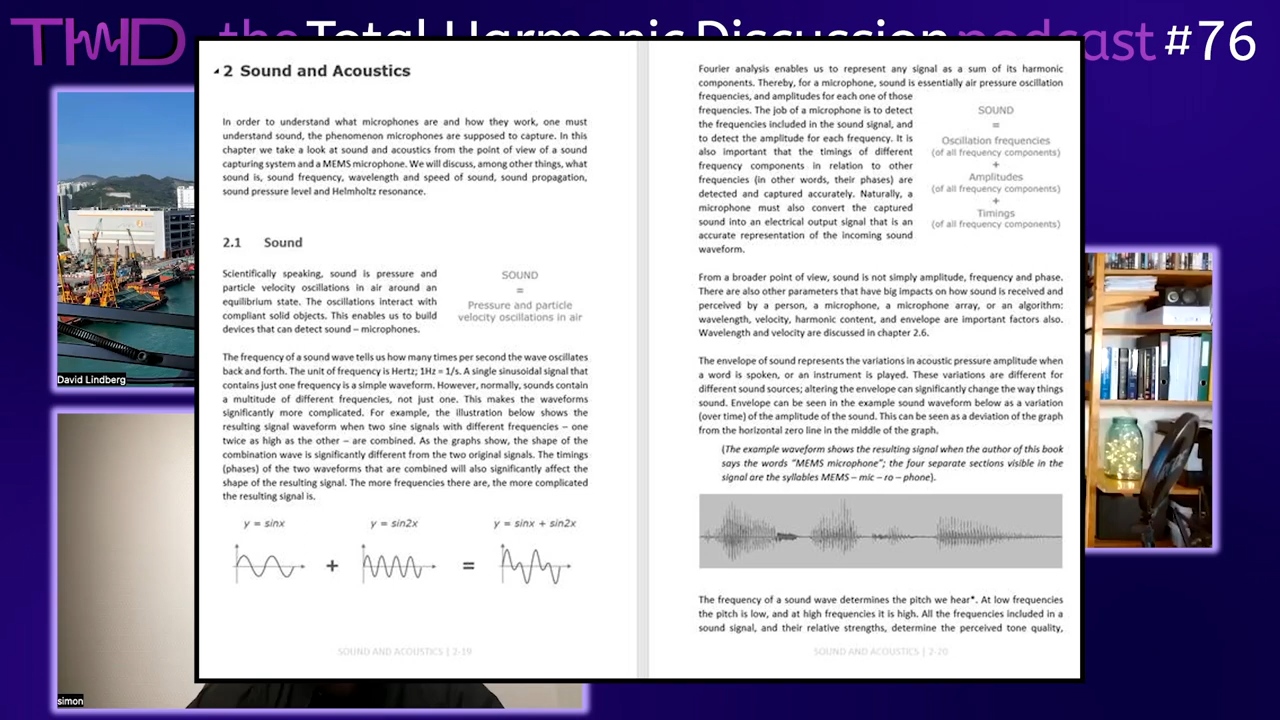 THD the Total Harmonic Discussion podcast #76
2 Sound and Acoustics
In order to understand what microphones are and how they work, one must
understand sound, the phenomenon microphones are supposed to capture. In this
chapter we take a look at sound and acoustics from the point of view of a sound
capturing system and a MEMS microphone. We will discuss, among other things, what
sound is, sound frequency, wavelength and speed of sound, sound propagation,
sound pressure level and Helmholtz resonance.
2.1 Sound
Scientifically speaking, sound is pressure and
particle velocity oscillations in air around an
equilibrium state. The oscillations interact with
compliant solid objects. This enables us to build
devices that can detect sound – microphones.
SOUND
=
Pressure and particle
velocity oscillations in air
The frequency of a sound wave tells us how many times per second the wave oscillates
back and forth. The unit of frequency is Hertz; 1Hz = 1/s. A single sinusoidal signal that
contains just one frequency is a simple waveform. However, normally, sounds contain
a multitude of different frequencies, not just one. This makes the waveforms
significantly more complicated. For example, the illustration below shows the
resulting signal waveform when two sine signals with different frequencies – one
twice as high as the other – are combined. As the graphs show, the shape of the
combination wave is significantly different from the two original signals. The timings
(phases) of the two waveforms that are combined will also significantly affect the
shape of the resulting signal. The more frequencies there are, the more complicated
the resulting signal is.
y = sinx y = sin2x y = sinx + sin2x
+ =
SOUND AND ACOUSTICS | 2-19
Fourier analysis enables us to represent any signal as a sum of its harmonic
components. Thereby, for a microphone, sound is essentially air pressure oscillation
frequencies, and amplitudes for each one of those
frequencies. The job of a microphone is to detect
the frequencies included in the sound signal, and
to detect the amplitude for each frequency. It is
also important that the timings of different
frequency components in relation to other
frequencies (in other words, their phases) are
detected and captured accurately. Naturally, a
microphone must also convert the captured
sound into an electrical output signal that is an
accurate representation of the incoming sound
waveform.
SOUND
=
Oscillation frequencies
(of all frequency components)
+
Amplitudes
(of all frequency components)
+
Timings
(of all frequency components)
From a broader point of view, sound is not simply amplitude, frequency and phase.
There are also other parameters that have big impacts on how sound is received and
perceived by a person, a microphone, a microphone array, or an algorithm:
wavelength, velocity, harmonic content, and envelope are important factors also.
Wavelength and velocity are discussed in chapter 2.6.
The envelope of sound represents the variations in acoustic pressure amplitude when
a word is spoken, or an instrument is played. These variations are different for
different sound sources; altering the envelope can significantly change the way things
sound. Envelope can be seen in the example sound waveform below as a variation
(over time) of the amplitude of the sound. This can be seen as a deviation of the graph
from the horizontal zero line in the middle of the graph.
(The example waveform shows the resulting signal when the author of this book
says the words "MEMS microphone"; the four separate sections visible in the
signal are the syllables MEMS – mic – ro – phone).
The frequency of a sound wave determines the pitch we hear*. At low frequencies
the pitch is low, and at high frequencies it is high. All the frequencies included in a
sound signal, and their relative strengths, determine the perceived tone quality,
SOUND AND ACOUSTICS | 2-20
David Lindberg
simon